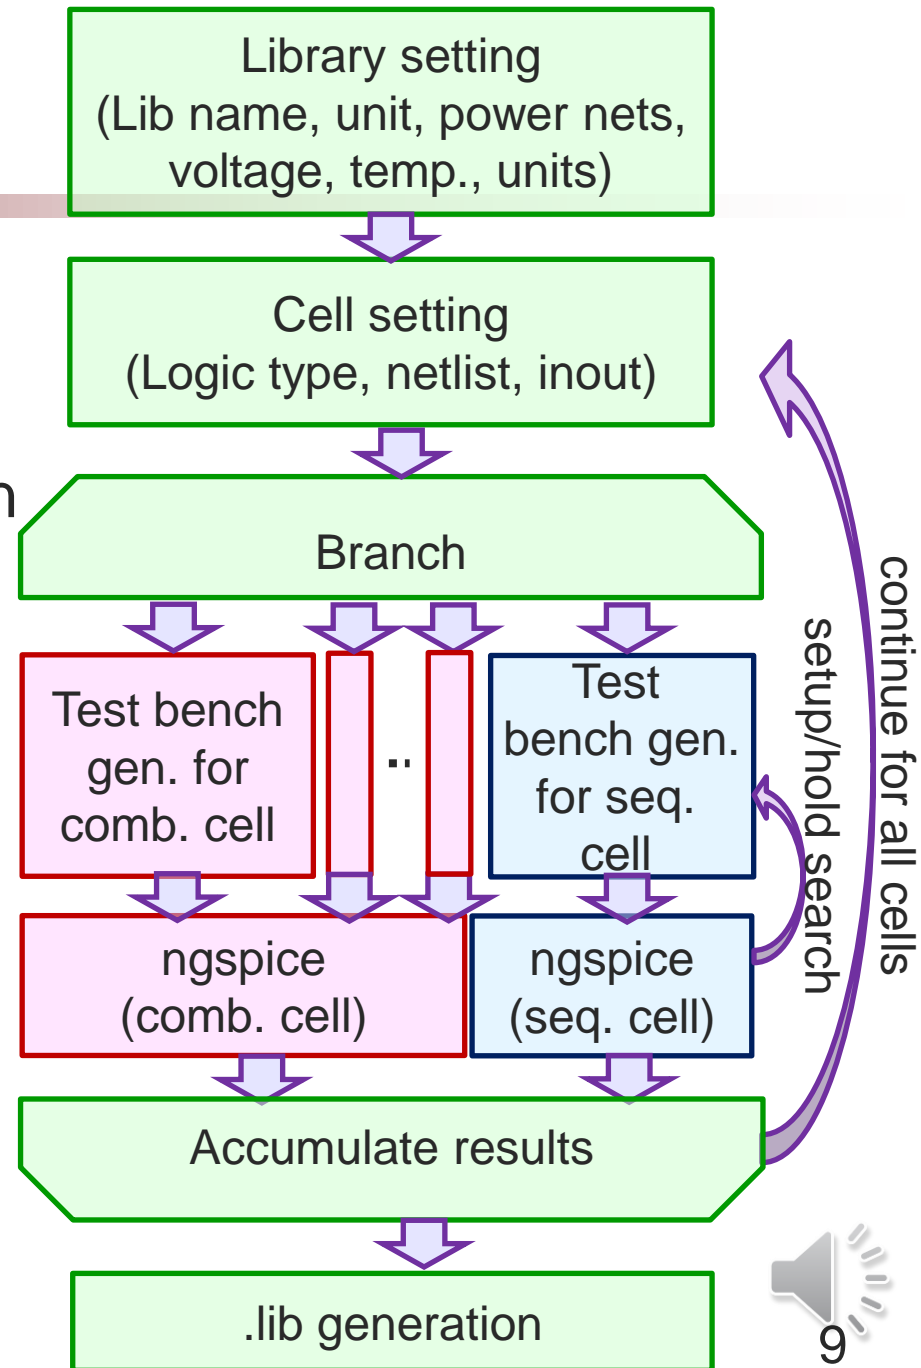 Library setting
(Lib name, unit, power nets,
voltage, temp., units)
Cell setting
(Logic type, netlist, inout)
n
Branch
Test bench
gen. for
comb. cell
..
Test
bench gen.
for seq.
cell
setup/hold search
continue for all cells
ngspice
(comb. cell)
ngspice
(seq. cell)
Accumulate results
.lib generation
9